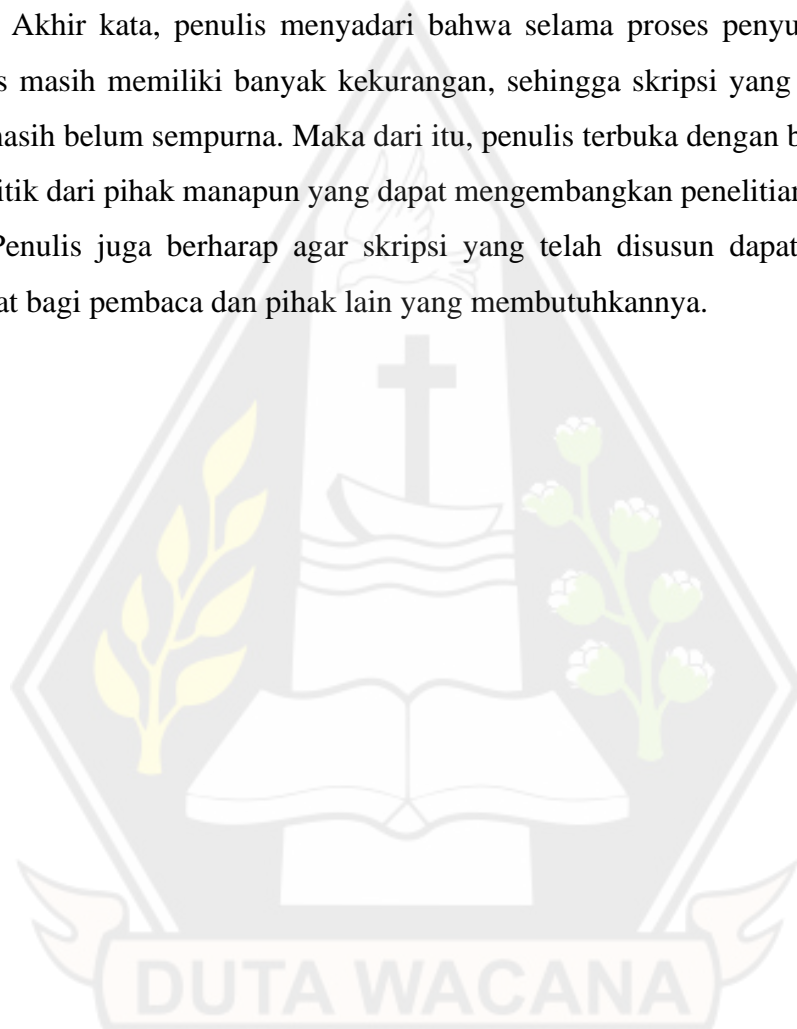 Akhir kata, penulis menyadari bahwa selama proses penyu
s masih memiliki banyak kekurangan, sehingga skripsi yang
masih belum sempurna. Maka dari itu, penulis terbuka dengan b
itik dari pihak manapun yang dapat mengembangkan penelitian
Penulis juga berharap agar skripsi yang telah disusun dapat
at bagi pembaca dan pihak lain yang membutuhkannya.
DUTA WACANA